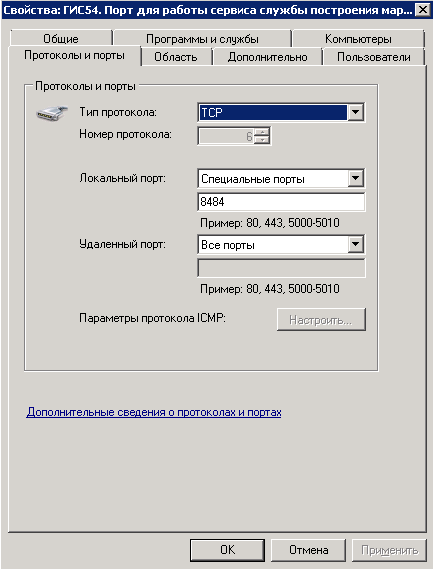 Свойства: ГИС54. Порт для работы сервиса службы построения мар...
Общие
Программы и службы
Компьютеры
Протоколы и порты
Область
Дополнительно
Пользователи
Протоколы и порты
Тип протокола: TCP
Номер протокола: 6
Локальный порт: Специальные порты
8484
Пример: 80, 443, 5000-5010
Удаленный порт: Все порты
Пример: 80, 443, 5000-5010
Параметры протокола ICMP: Настроить...
Дополнительные сведения о протоколах и портах
OK
Отмена
Применить